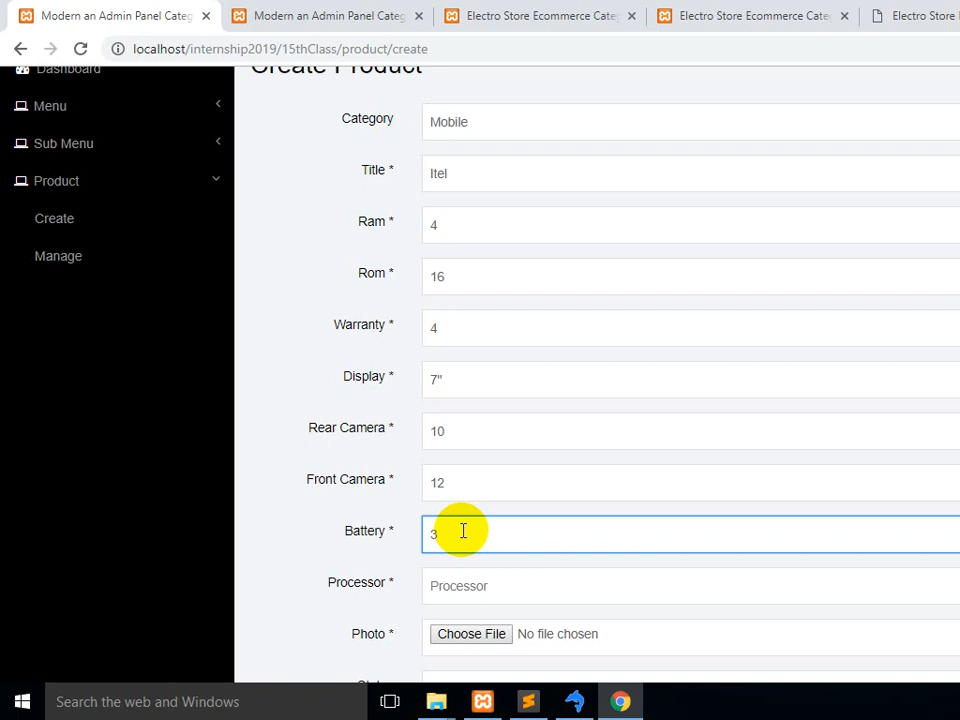 Modern an Admin Panel Categ
Modern an Admin Panel Categ
Electro Store Ecommerce Categ
Electro Store Ecommerce Categ
Electro Store
localhost/internship2019/15thClass/product/create
Dashboard
Menu
Sub Menu
Product
Create
Manage
Create Product
Category Mobile
Title * Itel
Ram * 4
Rom * 16
Warranty * 4
Display * 7"
Rear Camera * 10
Front Camera * 12
Battery * 3
Processor * Processor
Photo * Choose File No file chosen
Search the web and Windows